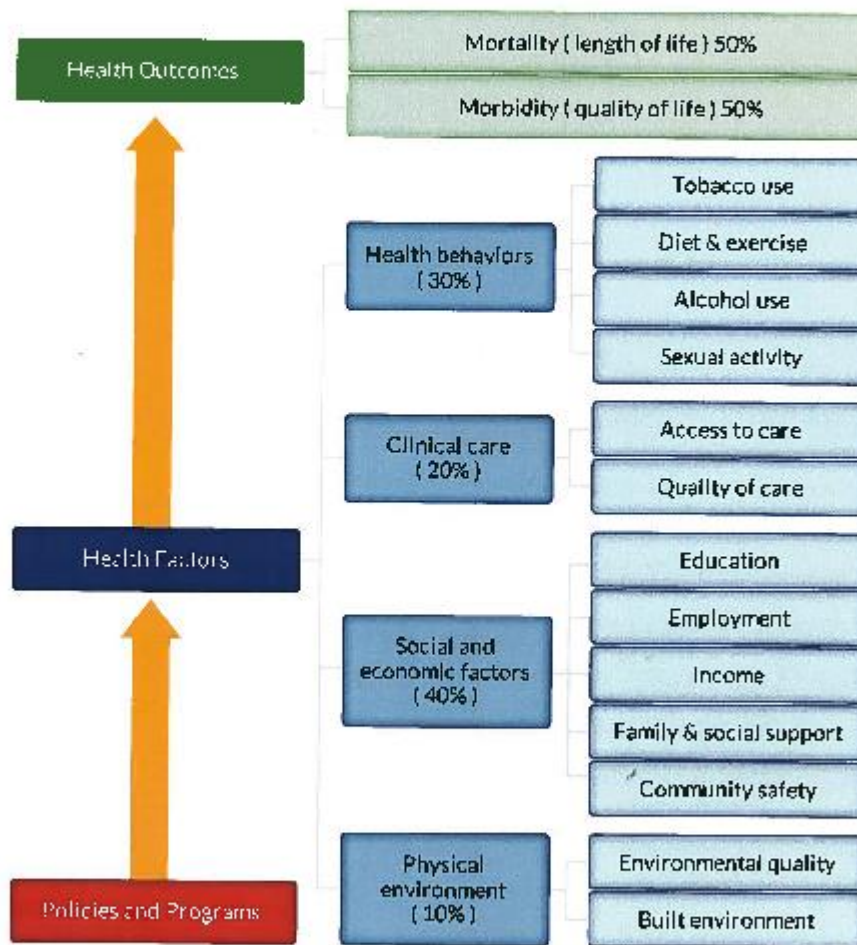 Health Outcomes
Mortality ( length of life ) 50%
Morbidity ( quality of life ) 50%
Health behaviors
( 30% )
Tobacco use
Diet & exercise
Alcohol use
Sexual activity
Clinical care
( 20% )
Access to care
Quality of care
Health Factors
Social and
economic factors
( 40% )
Education
Employment
Income
Family & social support
Community safety
Physical
environment
( 10% )
Environmental quality
Built environment
Policies and Programs